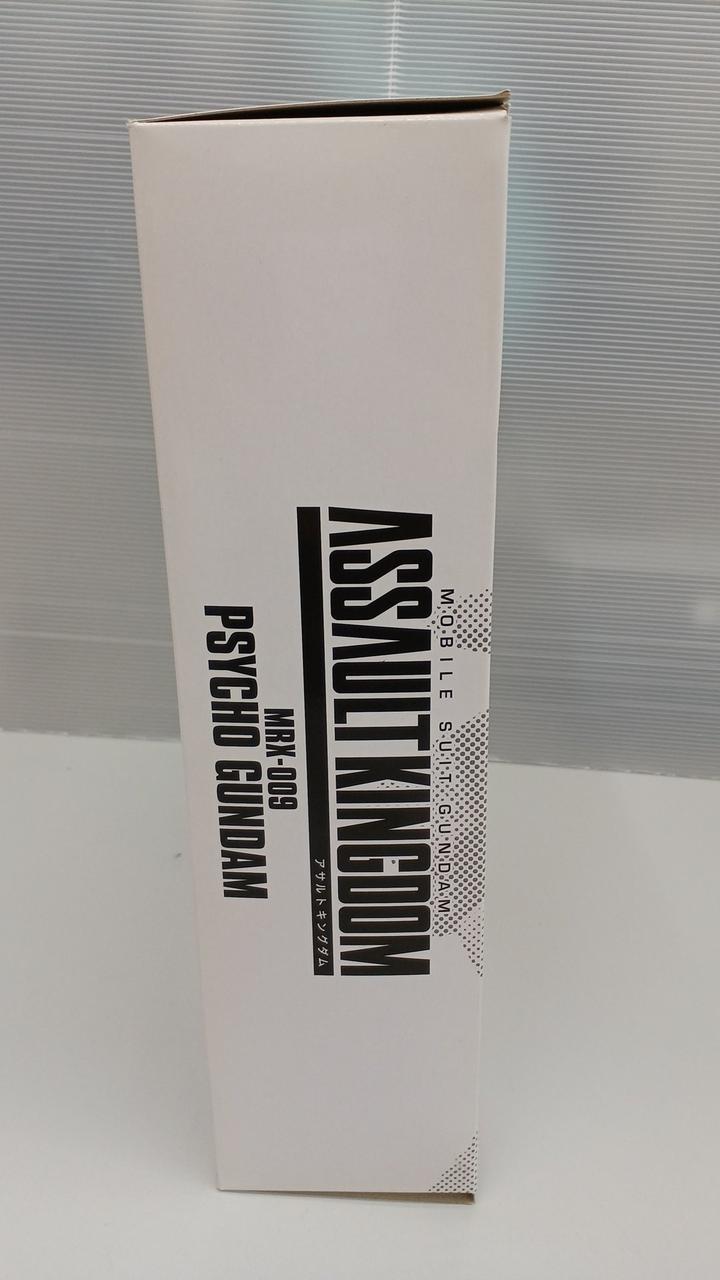 MOBILE SUIT GUNDAM
ASSAULT KINGDOM
アサルトキングダム
MRX-009
PSYCHO GUNDAM